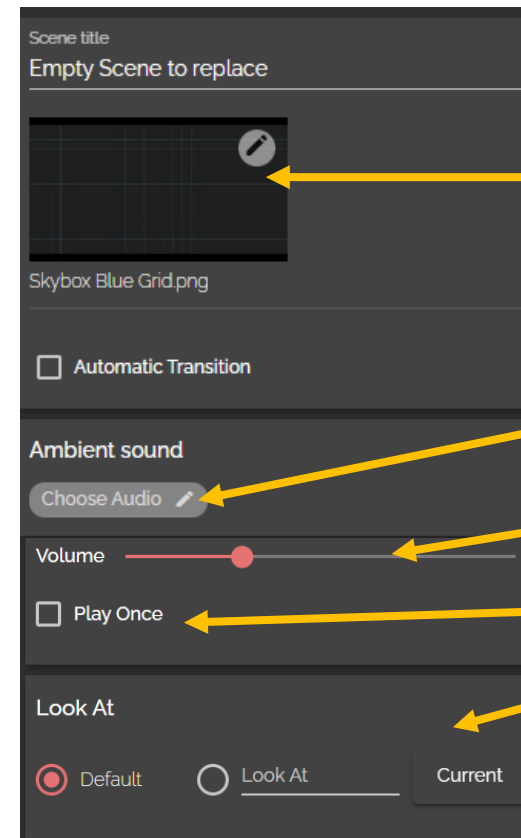 Scene title
Empty Scene to replace
Skybox Blue Grid.png
Automatic Transition
Ambient sound
Choose Audio
Volume
Play Once
Look At
Default Look At Current